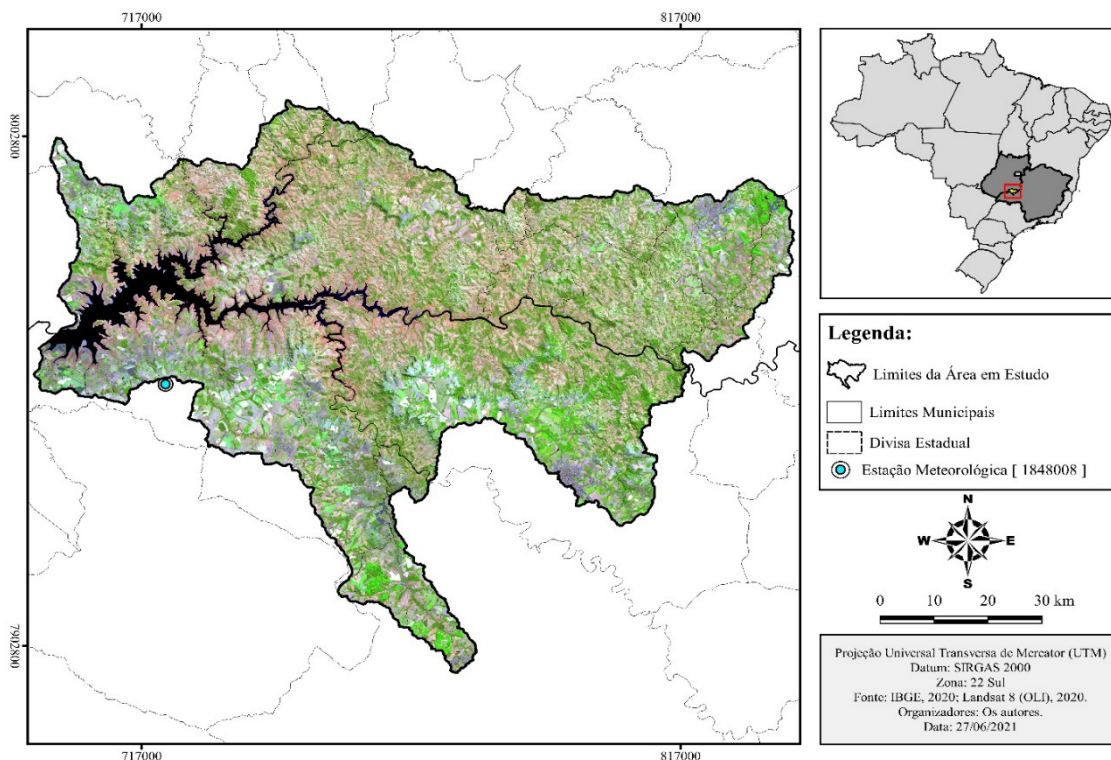 717000
817000
8002800
7902800
717000
817000
Legenda:
Limites da Área em Estudo
Limites Municipais
Divisa Estadual
Estação Meteorológica [ 1848008 ]
N
W
E
S
0 10 20 30 km
Projeção Universal Transversa de Mercator (UTM)
Datum: SIRGAS 2000
Zona: 22 Sul
Fonte: IBGE, 2020; Landsat 8 (OLI), 2020.
Organizadores: Os autores.
Data: 27/06/2021